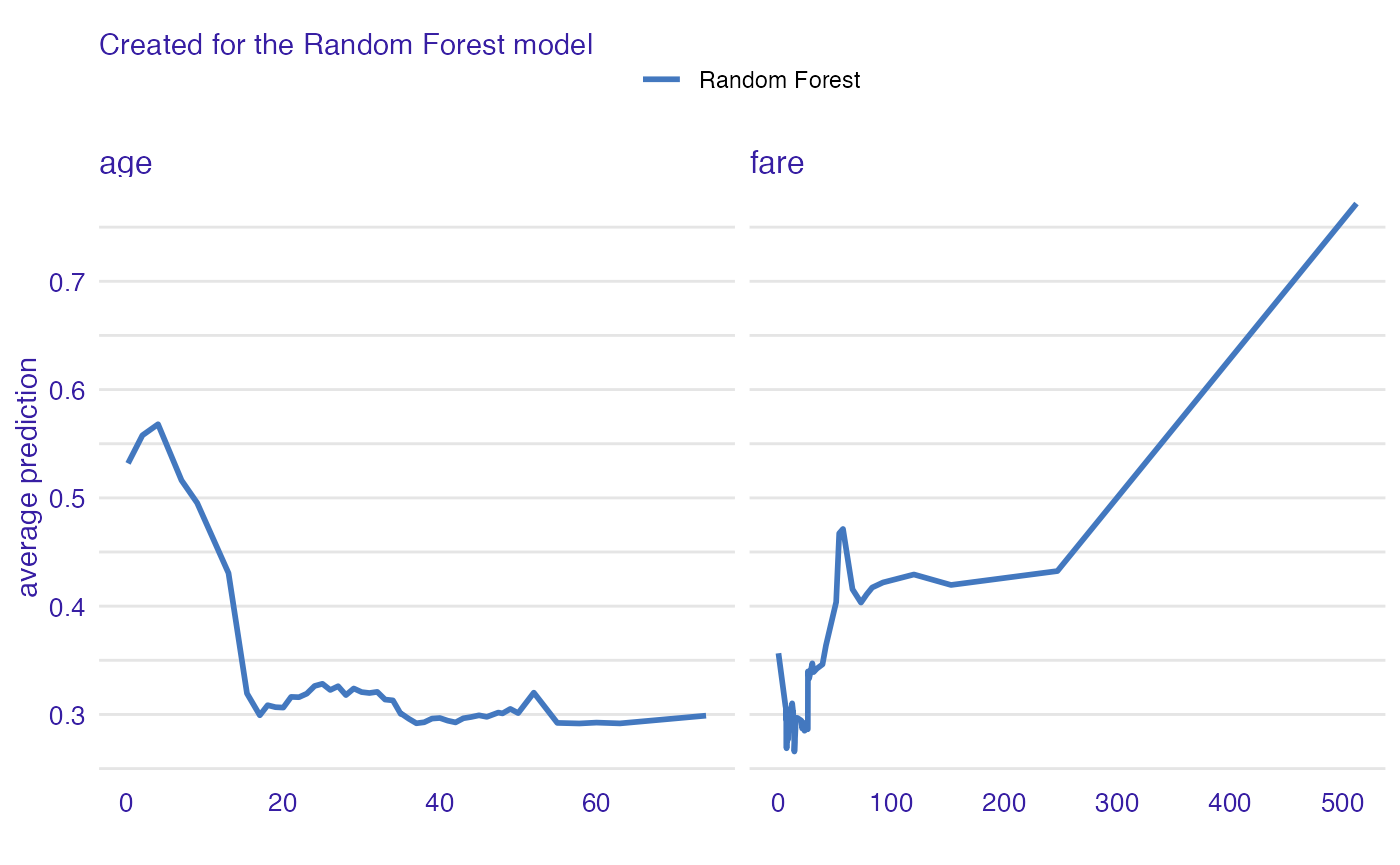 Created for the Random Forest model
Random Forest
age
fare
average prediction
0.7
0.6
0.5
0.4
0.3
0 20 40 60
0 100 200 300 400 500